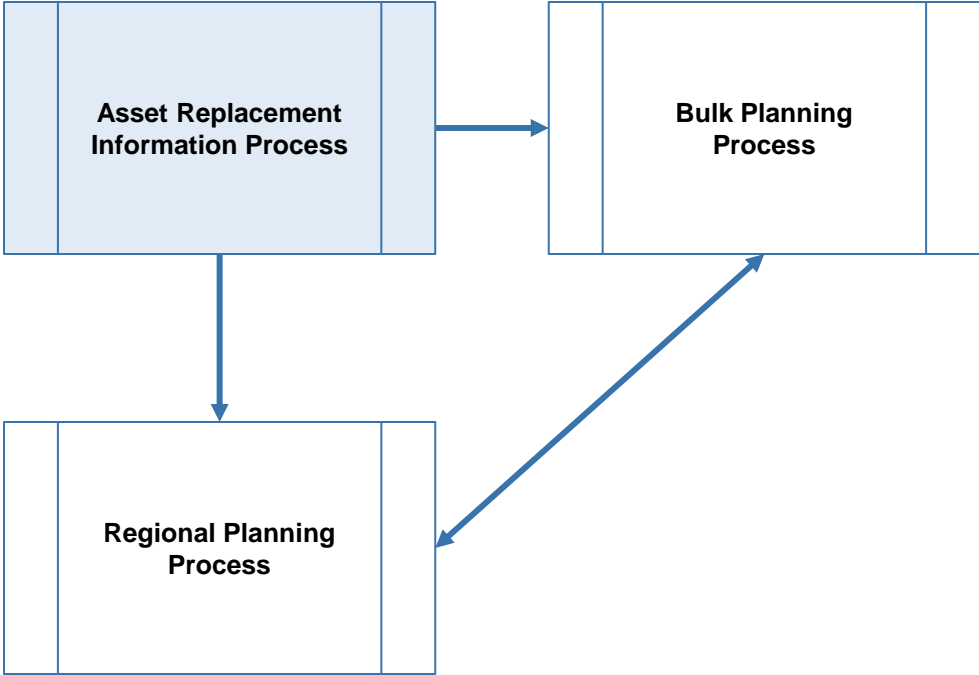 Asset Replacement
Information Process
Bulk Planning
Process
Regional Planning
Process